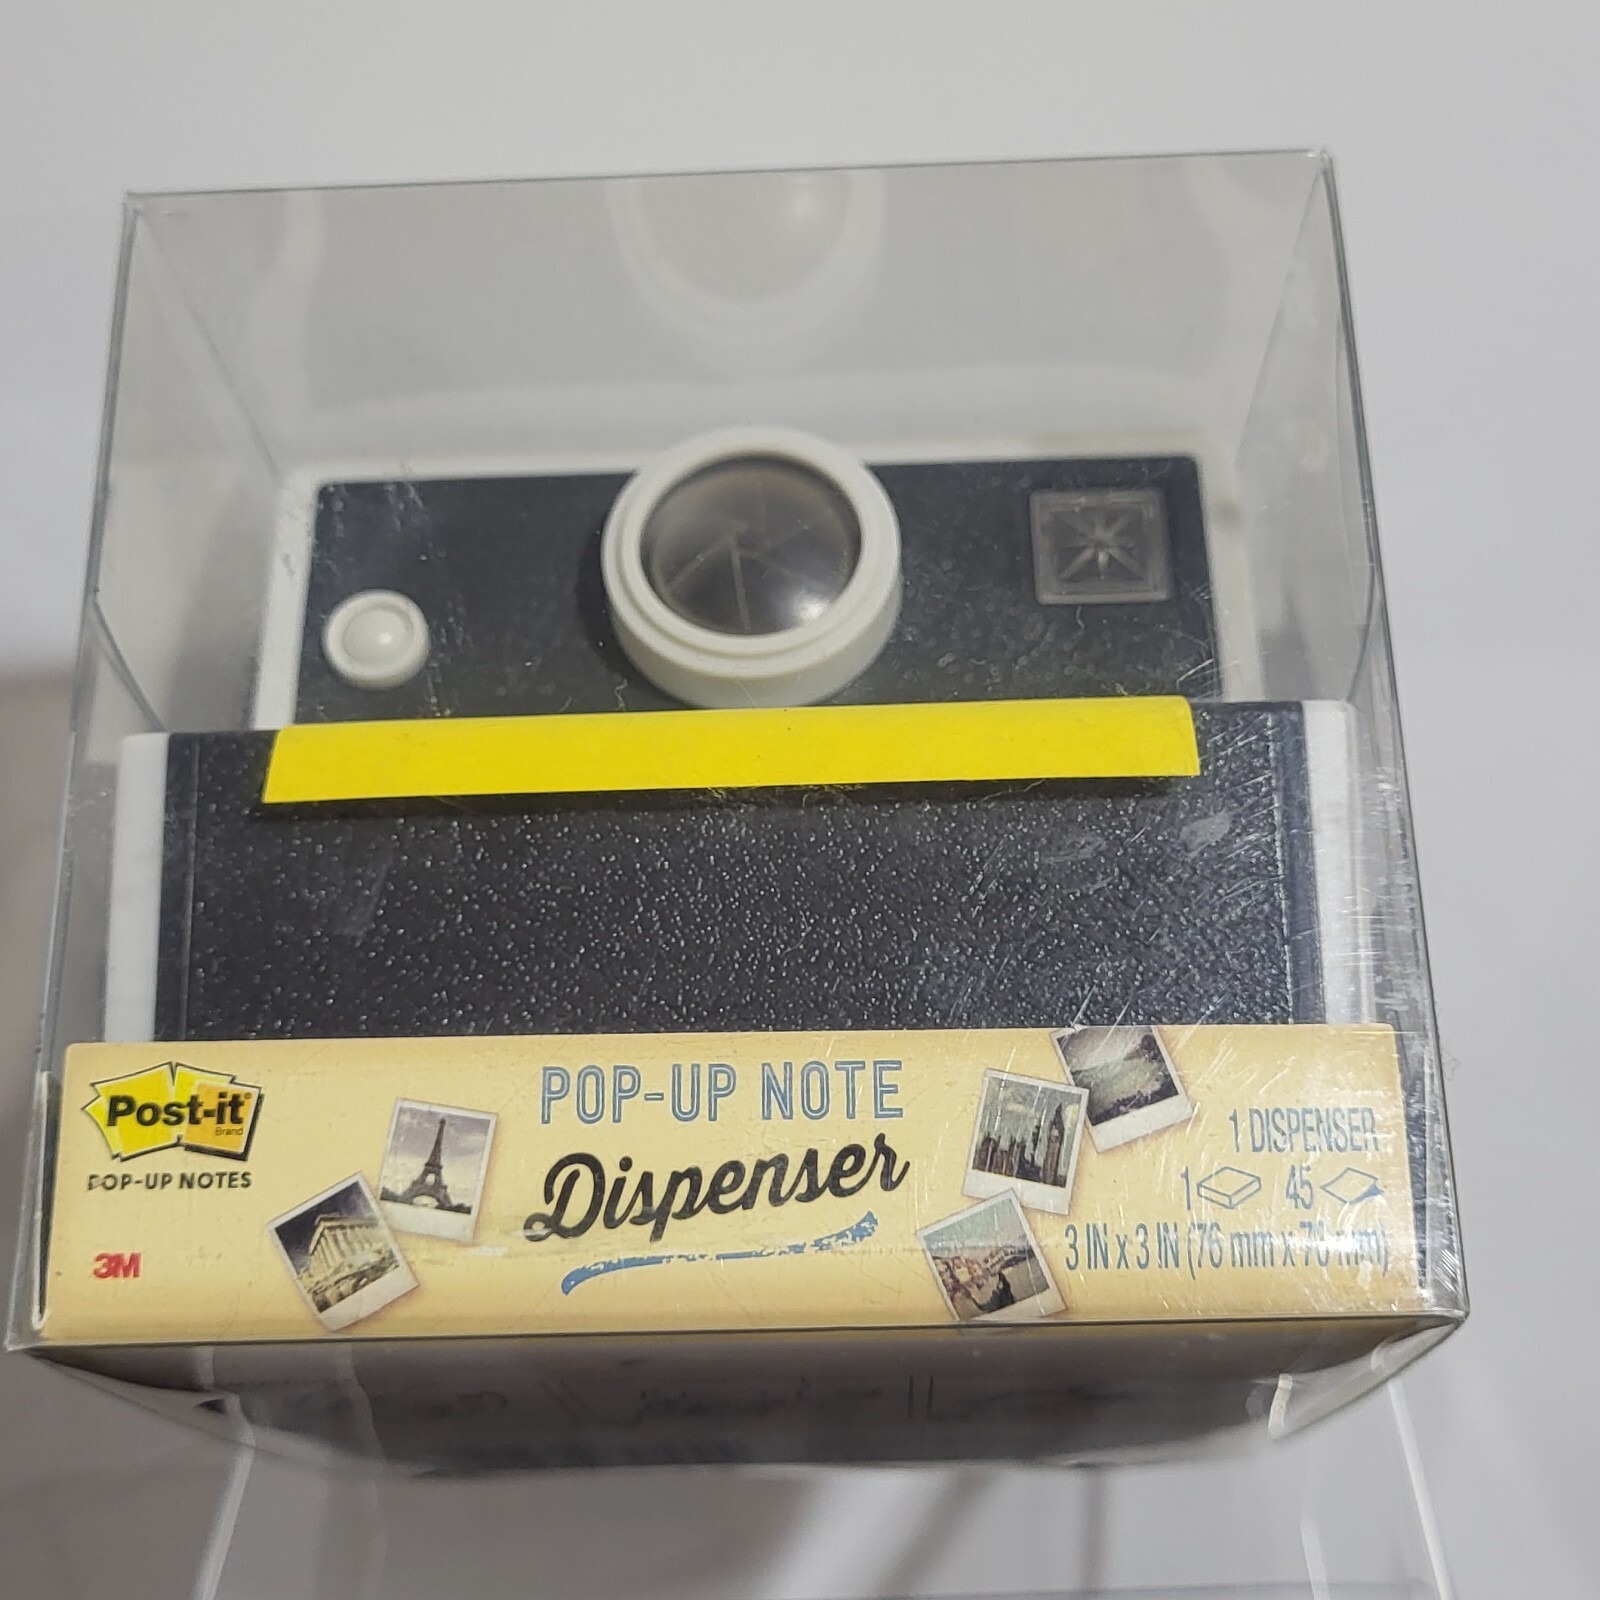 Post-it®
Brand
POP-UP NOTES
3M
POP-UP NOTE
Dispenser
1 DISPENSER
1 45
3 IN x 3 IN (76 mm x 76 mm)